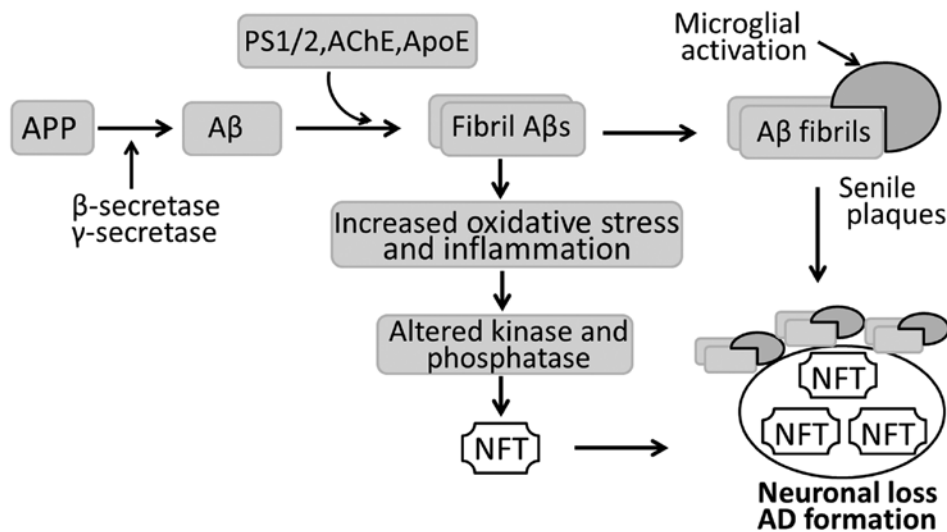 PS1/2,AChE,ApoE
Microglial
activation
APP
Aβ
Fibril Aβs
Aβ fibrils
β-secretase
γ-secretase
Increased oxidative stress
and inflammation
Senile
plaques
Altered kinase and
phosphatase
NFT
NFT
NFT
NFT
Neuronal loss
AD formation